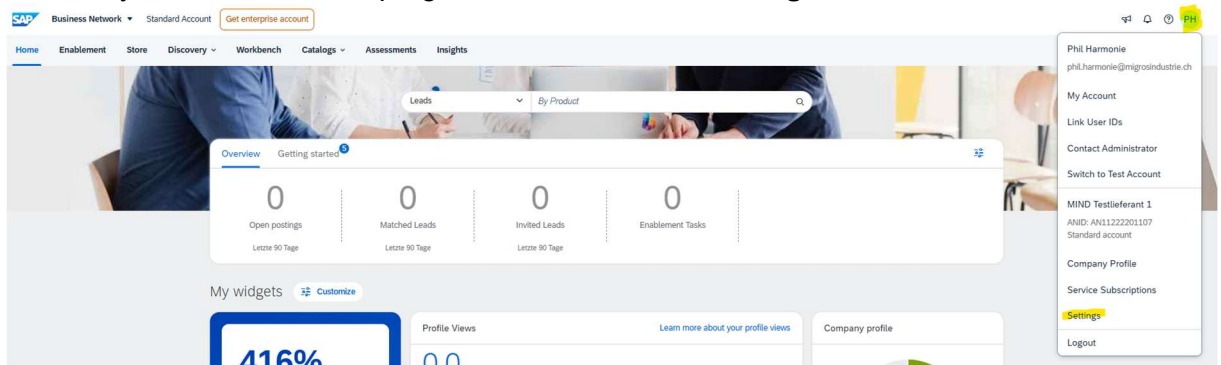 SAP Business Network Standard Account Get enterprise account PH
Home Enablement Store Discovery Workbench Catalogs Assessments Insights
Leads By Product
Overview Getting started 5
0 0 0 0
Open postings Matched Leads Invited Leads Enablement Tasks
Letzte 90 Tage Letzte 90 Tage Letzte 90 Tage
My widgets Customize
416%
Profile Views Learn more about your profile views
0 0
Company profile
Phil Harmonie
phil.harmonie@migrosindustrie.ch
My Account
Link User IDs
Contact Administrator
Switch to Test Account
MIND Testlieferant 1
ANID: AN11222201107
Standard account
Company Profile
Service Subscriptions
Settings
Logout